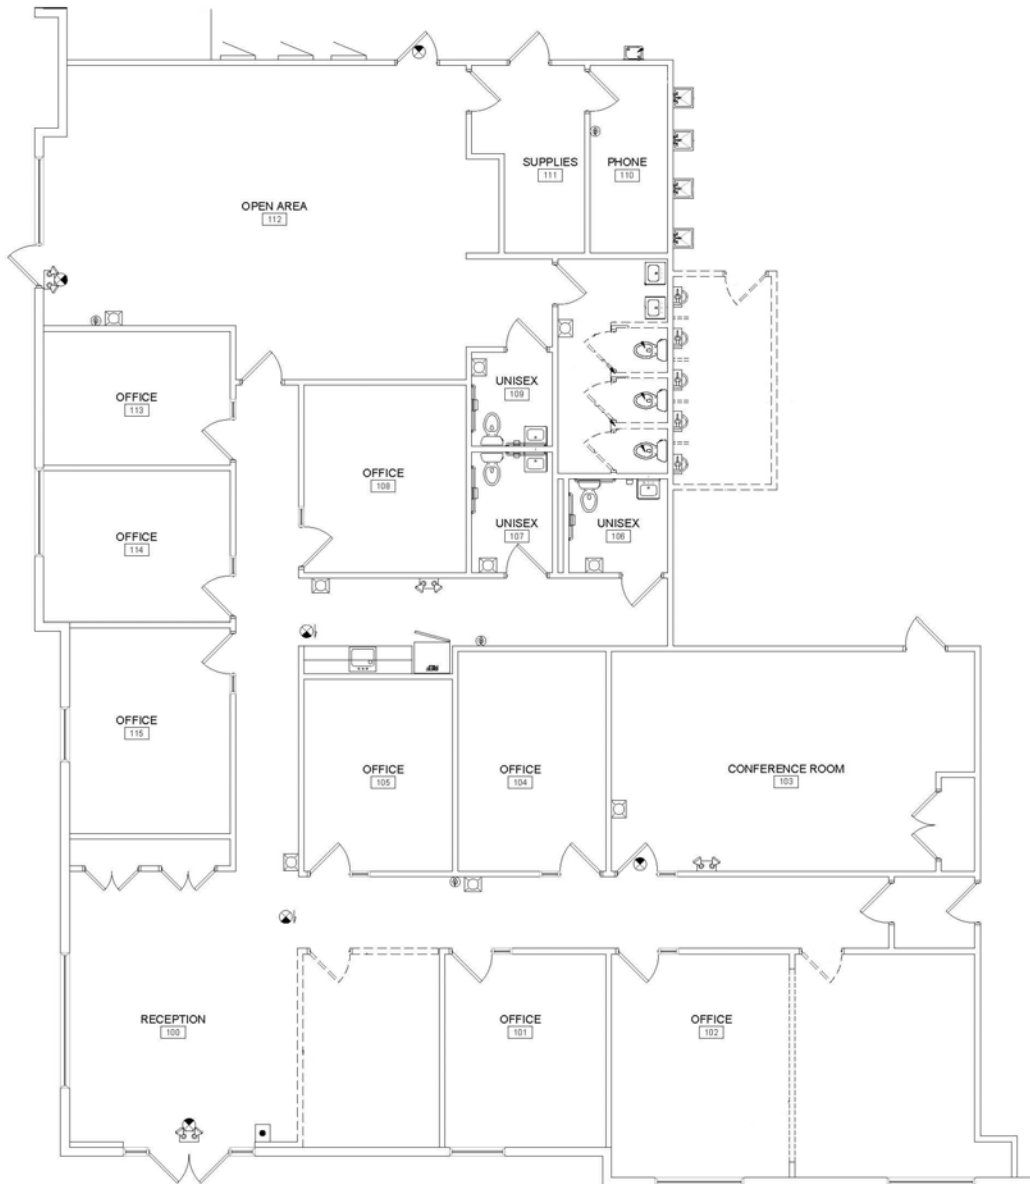 SUPPLIES
111
PHONE
110
OPEN AREA
112
UNISEX
109
OFFICE
113
OFFICE
108
UNISEX
107
UNISEX
106
OFFICE
114
REF
OFFICE
115
OFFICE
105
OFFICE
104
CONFERENCE ROOM
103
RECEPTION
100
OFFICE
101
OFFICE
102